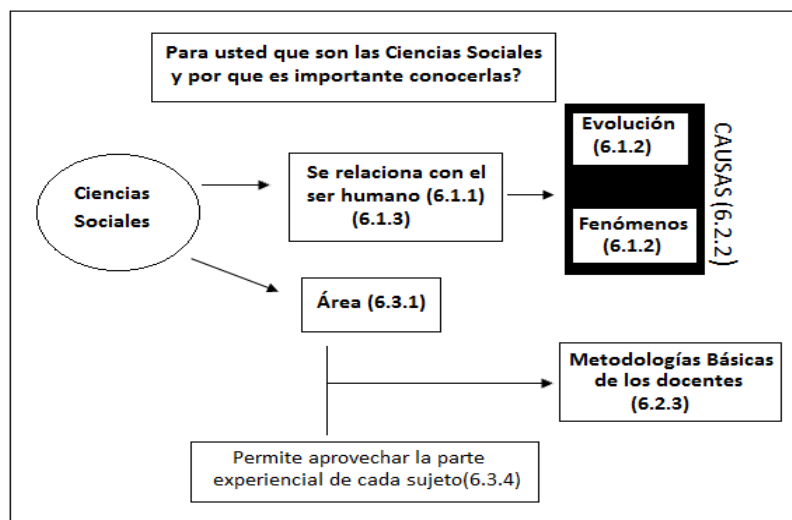 Para usted que son las Ciencias Sociales
y por que es importante conocerlas?
Evolución
(6.1.2)
CAUSAS (6.2.2)
Se relaciona con el
ser humano (6.1.1)
(6.1.3)
Ciencias
Sociales
Fenómenos
(6.1.2)
Área (6.3.1)
Metodologías Básicas
de los docentes
(6.2.3)
Permite aprovechar la parte
experiencial de cada sujeto(6.3.4)